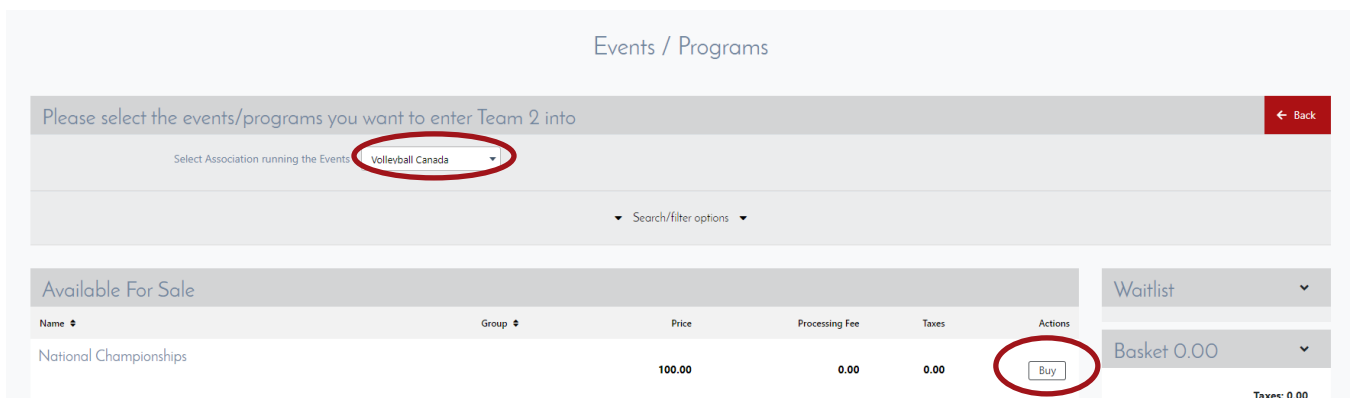 Events / Programs
Please select the events/programs you want to enter Team 2 into
← Back
Select Association running the Events
Volleyball Canada
Search/filter options
Available For Sale
Waitlist
Name
Group
Price
Processing Fee
Taxes
Actions
Basket 0.00
National Championships
100.00
0.00
0.00
Buy
Taxes: 0.00